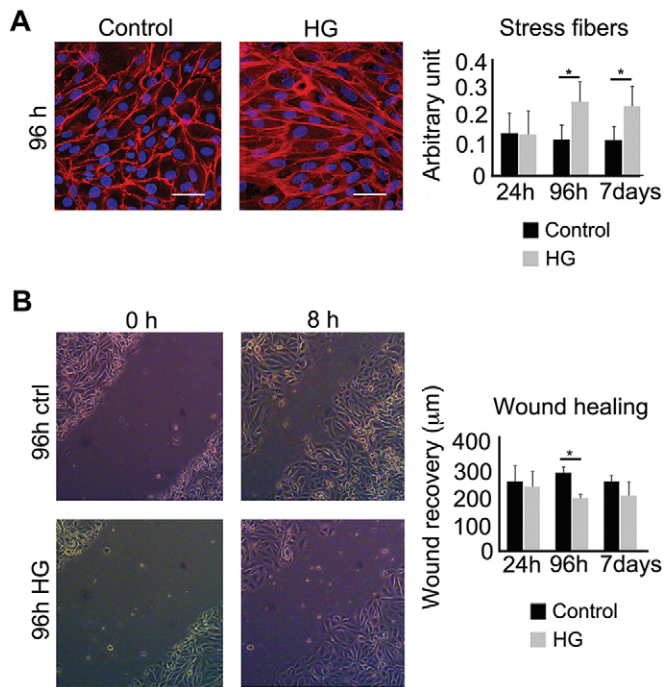 A
Control
HG
96 h
Stress fibers
Arbitrary unit
0.4
0.3
0.2
0.1
0
*
*
24h 96h 7days
Control
HG
B
0 h
8 h
96h ctrl
96h HG
Wound healing
Wound recovery (μm)
400
300
200
100
0
*
24h 96h 7days
Control
HG